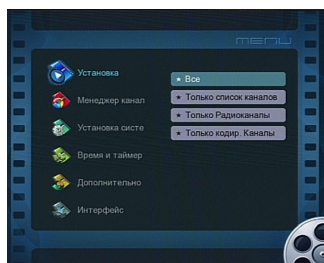 MENU
Установка
Менеджер канал
Установка систе
Время и таймер
Дополнительно
Интерфейс
★ Все
★ Только список каналов
★ Только Радиоканалы
★ Только кодир. Каналы